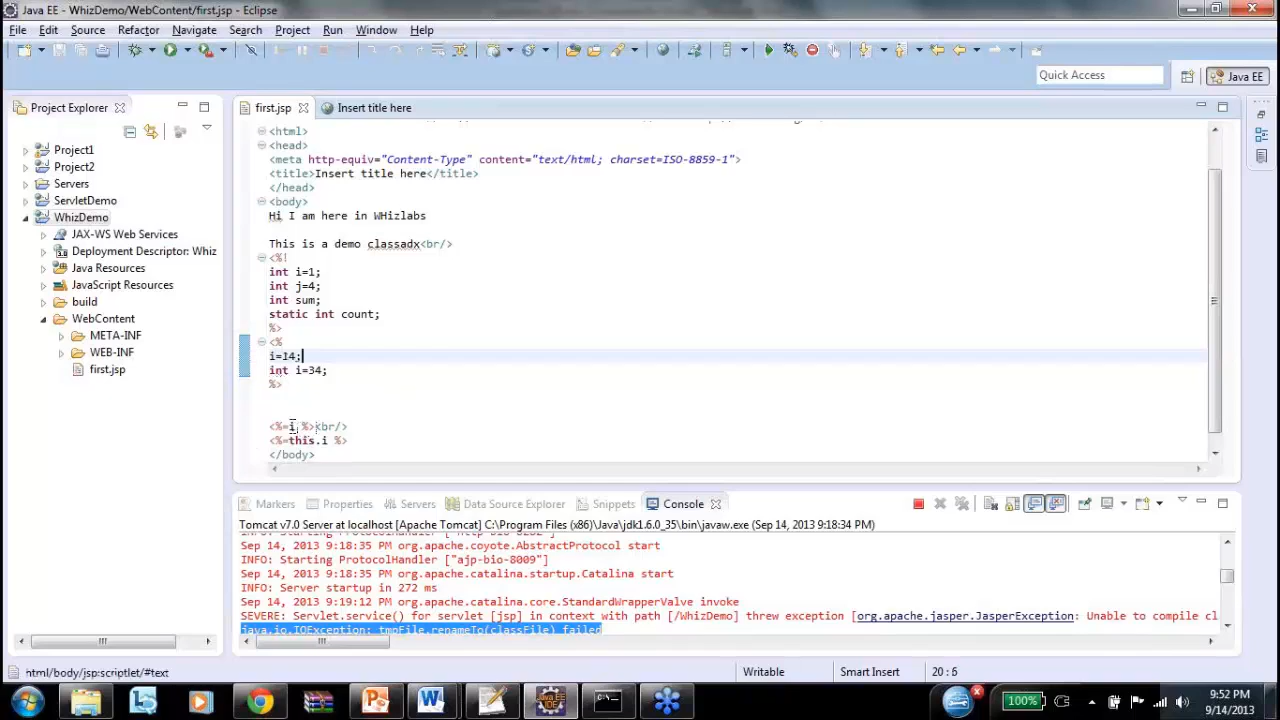 Java EE - WhizDemo/WebContent/first.jsp - Eclipse
File Edit Source Refactor Navigate Search Project Run Window Help
Quick Access
Java EE
Project Explorer
first.jsp
Insert title here
Project1
Project2
Servers
ServletDemo
WhizDemo
JAX-WS Web Services
Deployment Descriptor: Whiz
Java Resources
JavaScript Resources
build
WebContent
META-INF
WEB-INF
first.jsp
<html>
<head>
<meta http-equiv="Content-Type" content="text/html; charset=ISO-8859-1">
<title>Insert title here</title>
</head>
<body>
Hi I am here in WHizlabs
This is a demo classadx<br/>
<%!
int i=1;
int j=4;
int sum;
static int count;
%>
<%
i=14;
int i=34;
%>
<%=i %><br/>
<%=this.i %>
</body>
Markers Properties Servers Data Source Explorer Snippets Console
Tomcat v7.0 Server at localhost [Apache Tomcat] C:\Program Files (x86)\Java\jdk1.6.0_35\bin\javaw.exe (Sep 14, 2013 9:18:34 PM)
Sep 14, 2013 9:18:35 PM org.apache.coyote.AbstractProtocol start
INFO: Starting ProtocolHandler ["ajp-bio-8009"]
Sep 14, 2013 9:18:35 PM org.apache.catalina.startup.Catalina start
INFO: Server startup in 272 ms
Sep 14, 2013 9:19:12 PM org.apache.catalina.core.StandardWrapperValve invoke
SEVERE: Servlet.service() for servlet [jsp] in context with path [/WhizDemo] threw exception [org.apache.jasper.JasperException: Unable to compile cl
java.io.IOException: tmpFile.renameTo(classFile) failed
html/body/jsp:scriptlet/#text
Writable
Smart Insert
20 : 6
100%
9:52 PM
9/14/2013